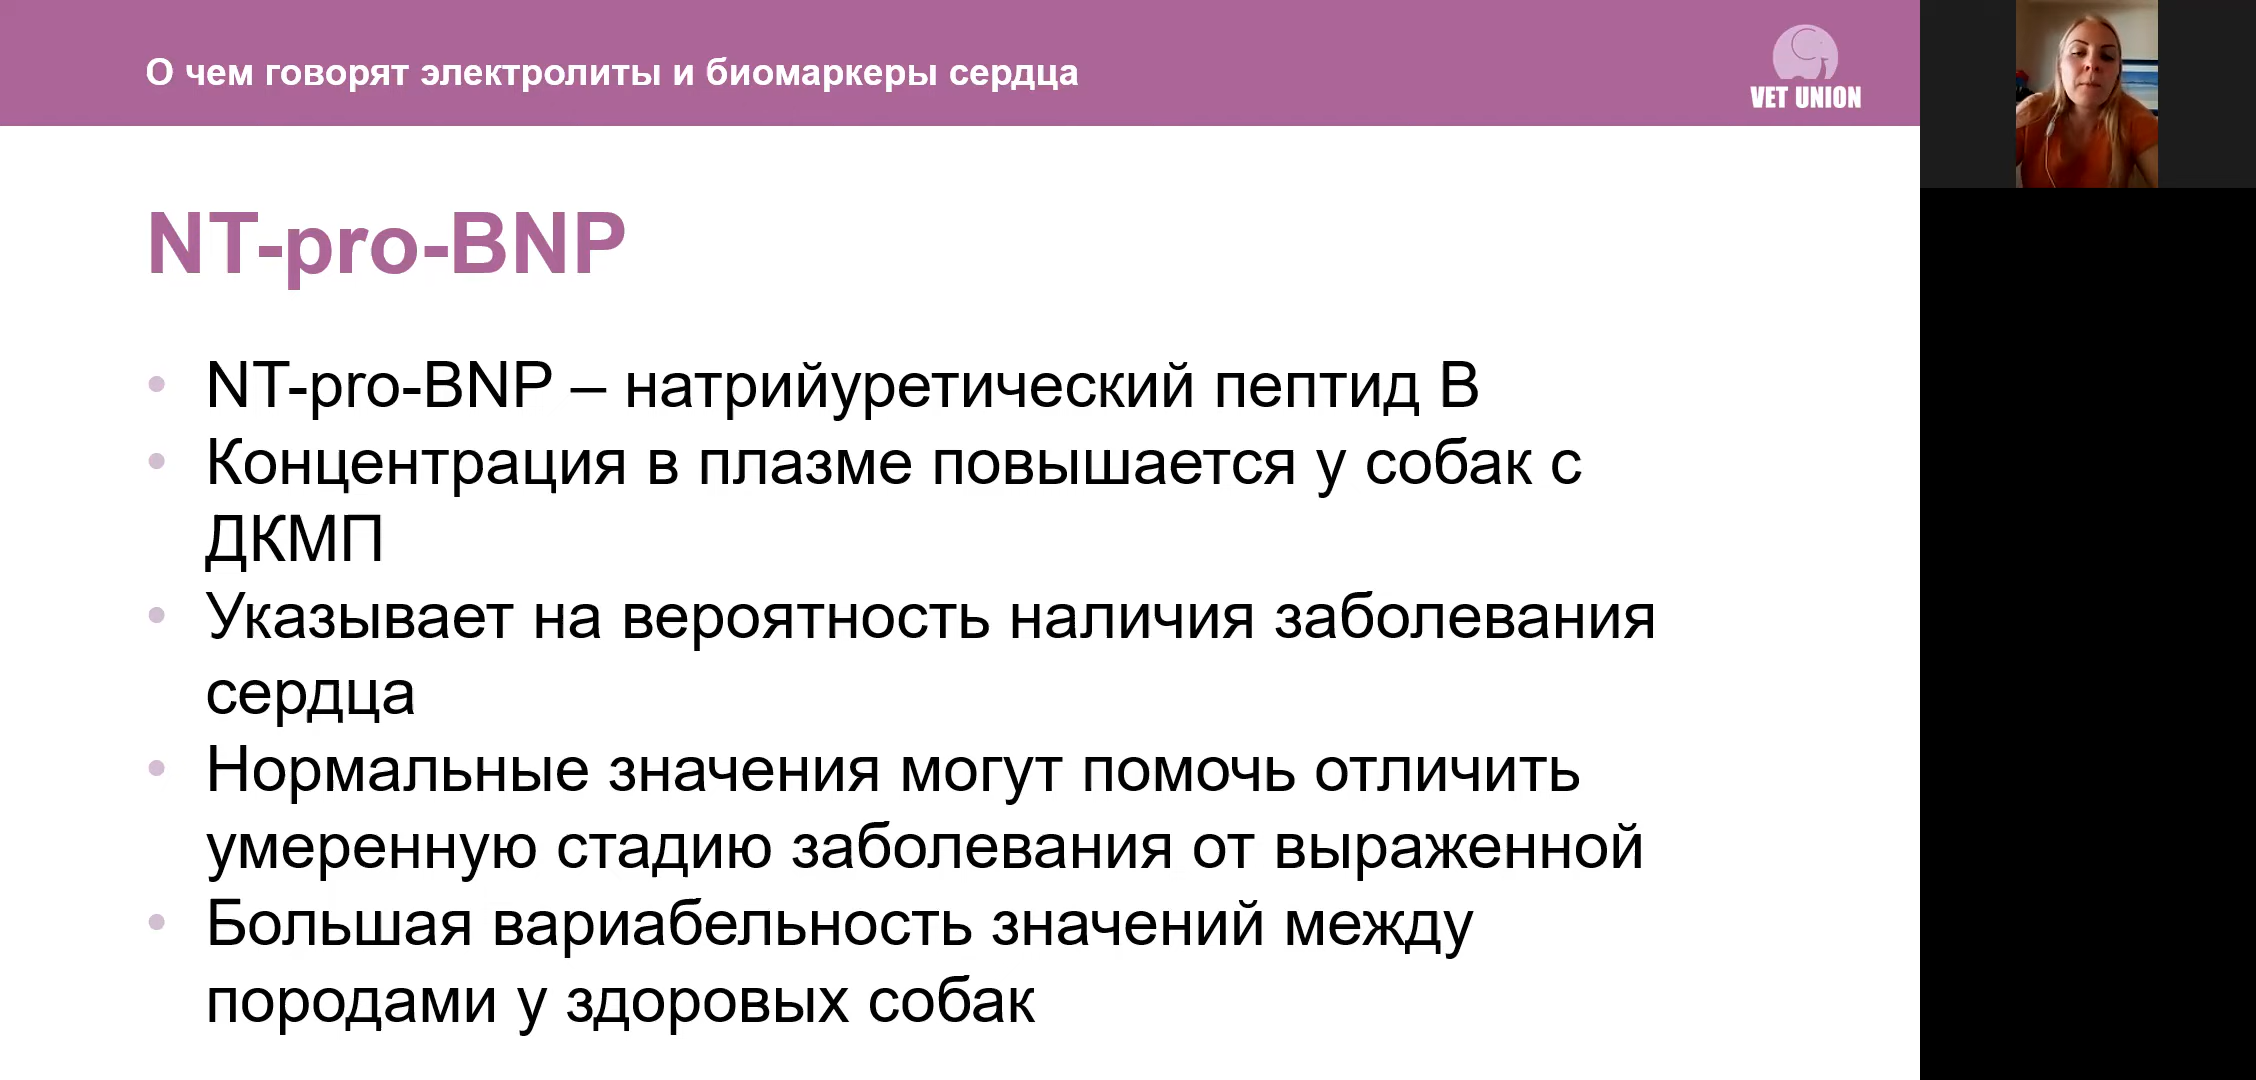 О чем говорят электролиты и биомаркеры сердца
VET UNION
NT-pro-BNP
• NT-pro-BNP – натрийуретический пептид В
• Концентрация в плазме повышается у собак с
ДКМП
• Указывает на вероятность наличия заболевания
сердца
• Нормальные значения могут помочь отличить
умеренную стадию заболевания от выраженной
• Большая вариабельность значений между
породами у здоровых собак